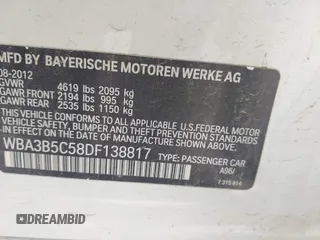 MFD BY BAYERISCHE MOTOREN WERKE AG
08-2012
GVWR 4619 lbs 2095 kg
GAWR FRONT 2194 lbs 995 kg
GAWR REAR 2535 lbs 1150 kg
THIS VEHICLE CONFORMS TO ALL APPLICABLE
U.S. FEDERAL MOTOR
VEHICLE SAFETY, BUMPER, AND THEFT PREVENTION
STANDARDS IN EFFECT ON THE DATE OF
MANUFACTURE SHOWN ABOVE.
WBA3B5C58DF138817 TYPE: PASSENGER CAR
A96/